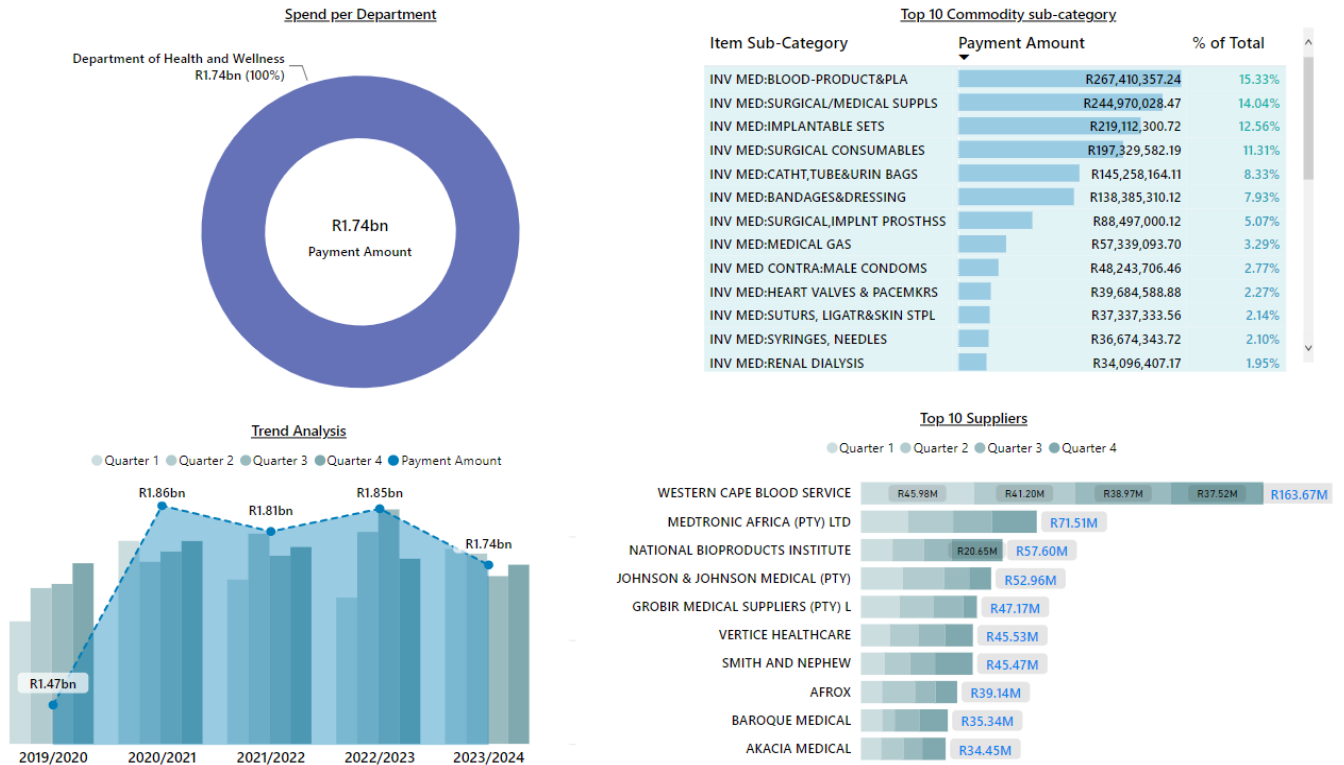 Spend per Department
Department of Health and Wellness
R1.74bn (100%)
R1.74bn
Payment Amount
Top 10 Commodity sub-category
Item Sub-Category Payment Amount % of Total
INV MED:BLOOD-PRODUCT&PLA R267,410,357.24 15.33%
INV MED:SURGICAL/MEDICAL SUPPLS R244,970,028.47 14.04%
INV MED:IMPLANTABLE SETS R219,112,300.72 12.56%
INV MED:SURGICAL CONSUMABLES R197,329,582.19 11.31%
INV MED:CATHT,TUBE&URIN BAGS R145,258,164.11 8.33%
INV MED:BANDAGES&DRESSING R138,385,310.12 7.93%
INV MED:SURGICAL,IMPLNT PROSTHSS R88,497,000.12 5.07%
INV MED:MEDICAL GAS R57,339,093.70 3.29%
INV MED CONTRA:MALE CONDOMS R48,243,706.46 2.77%
INV MED:HEART VALVES & PACEMKRS R39,684,588.88 2.27%
INV MED:SUTURS, LIGATR&SKIN STPL R37,337,333.56 2.14%
INV MED:SYRINGES, NEEDLES R36,674,343.72 2.10%
INV MED:RENAL DIALYSIS R34,096,407.17 1.95%
Trend Analysis
Quarter 1 Quarter 2 Quarter 3 Quarter 4 Payment Amount
R1.47bn
R1.86bn
R1.81bn
R1.85bn
R1.74bn
2019/2020 2020/2021 2021/2022 2022/2023 2023/2024
Top 10 Suppliers
Quarter 1 Quarter 2 Quarter 3 Quarter 4
WESTERN CAPE BLOOD SERVICE R45.98M R41.20M R38.97M R37.52M R163.67M
MEDTRONIC AFRICA (PTY) LTD R71.51M
NATIONAL BIOPRODUCTS INSTITUTE R20.65M R57.60M
JOHNSON & JOHNSON MEDICAL (PTY) R52.96M
GROBIR MEDICAL SUPPLIERS (PTY) L R47.17M
VERTICE HEALTHCARE R45.53M
SMITH AND NEPHEW R45.47M
AFROX R39.14M
BAROQUE MEDICAL R35.34M
AKACIA MEDICAL R34.45M